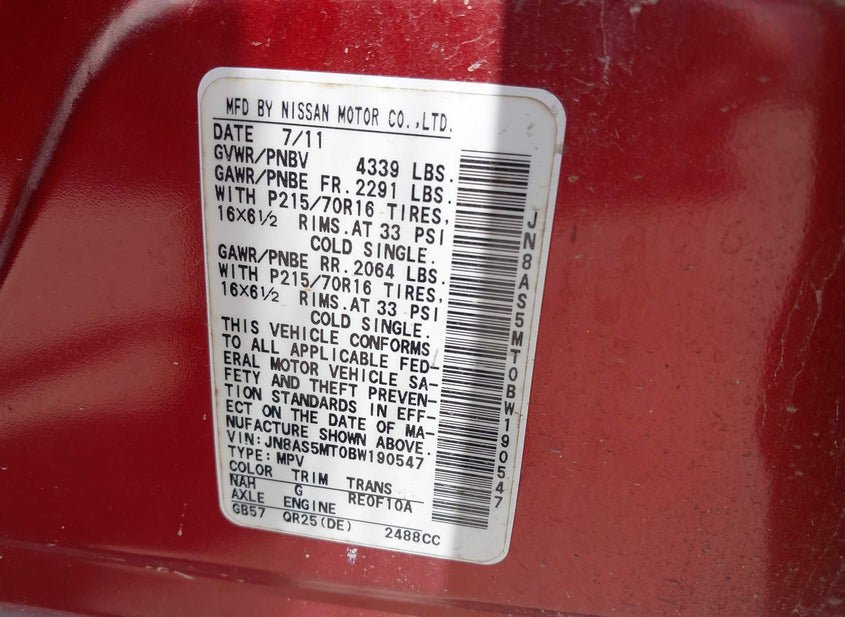 MFD BY NISSAN MOTOR CO.,LTD.
DATE 7/11
GVWR/PNBV 4339 LBS.
GAWR/PNBE FR.2291 LBS.
WITH P215/70R16 TIRES,
16X6½ RIMS.AT 33 PSI
COLD SINGLE.
GAWR/PNBE RR.2064 LBS.
WITH P215/70R16 TIRES,
16X6½ RIMS.AT 33 PSI
COLD SINGLE.
THIS VEHICLE CONFORMS
TO ALL APPLICABLE FED-
ERAL MOTOR VEHICLE SA-
FETY AND THEFT PREVEN-
TION STANDARDS IN EFF-
ECT ON THE DATE OF MA-
NUFACTURE SHOWN ABOVE.
VIN:JN8AS5MT0BW190547
TYPE:MPV
COLOR TRIM TRANS
NAH G RE0F10A
AXLE ENGINE
GB57 QR25(DE) 2488CC
JN8AS5MT0BW190547